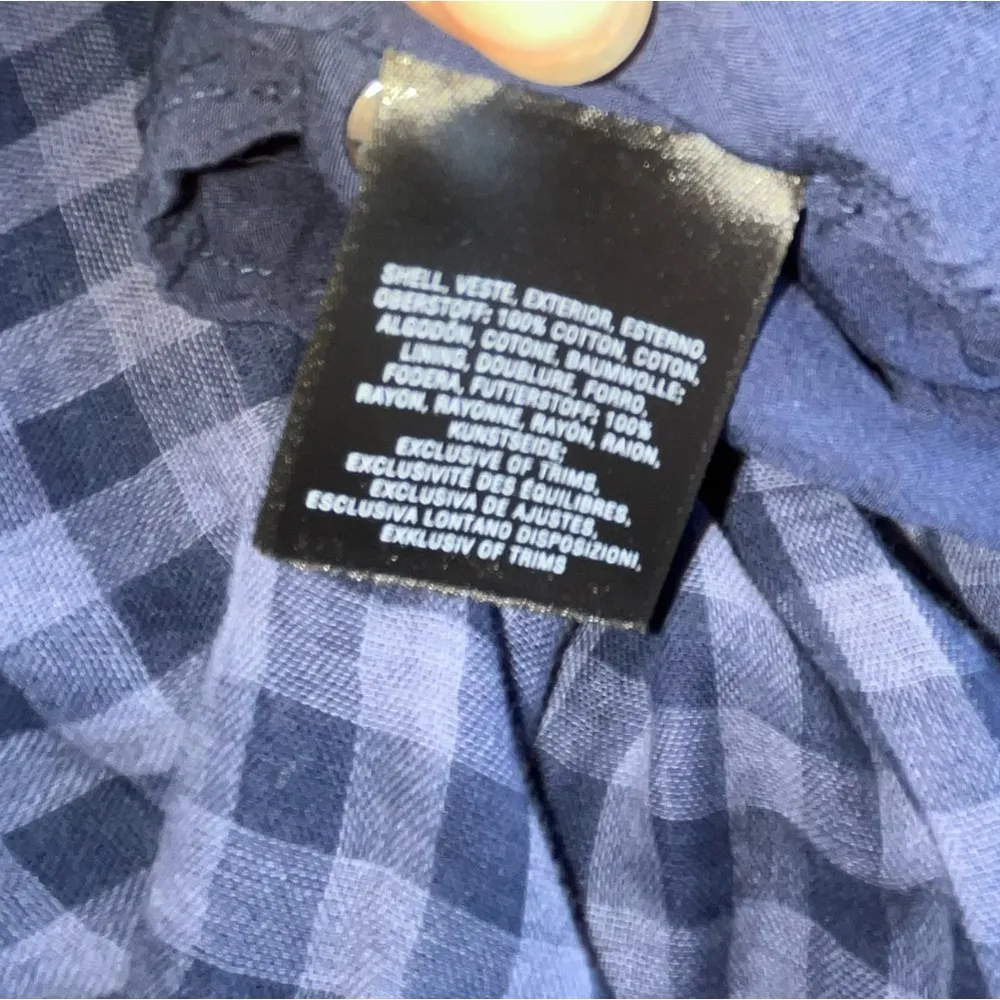 SHELL, VESTE, EXTERIOR, ESTERNO,
OBERSTOFF: 100% COTTON, COTON,
ALGODÓN, COTONE, BAUMWOLLE;
LINING, DOUBLURE, FORRO,
FODERA, FUTTERSTOFF: 100%
RAYON, RAYONNE, RAYÓN, RAION,
KUNSTSEIDE;
EXCLUSIVE OF TRIMS,
EXCLUSIVITÉ DES ÉQUILIBRES,
EXCLUSIVA DE AJUSTES,
ESCLUSIVA LONTANO DISPOSIZIONI,
EXKLUSIV OF TRIMS